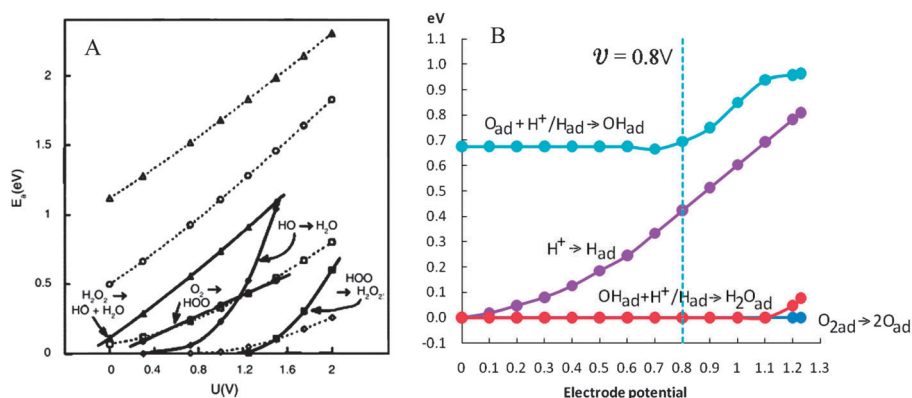 A
2
1.5
1
0.5
0
Ea(eV)
HO → H2O
H2O2 →
HO + H2O
O2 →
HOO
HOO
→ H2O2.
0 0.4 0.8 1.2 1.6 2
U(V)
eV
B
υ = 0.8V
1.1
1.0
0.9
0.8
0.7
0.6
0.5
0.4
0.3
0.2
0.1
0.0
-0.1
Oad + H+/Had→OHad
H+→Had
OHad+H+/Had→H2Oad
O2ad→2Oad
0 0.1 0.2 0.3 0.4 0.5 0.6 0.7 0.8 0.9 1 1.1 1.2 1.3
Electrode potential